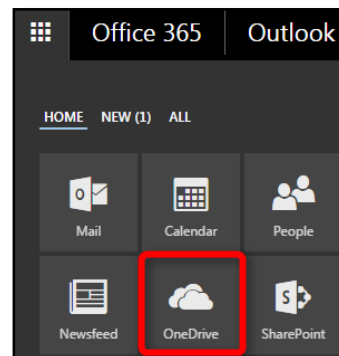 Office 365 Outlook
HOME NEW (1) ALL
Mail Calendar People
Newsfeed OneDrive SharePoint